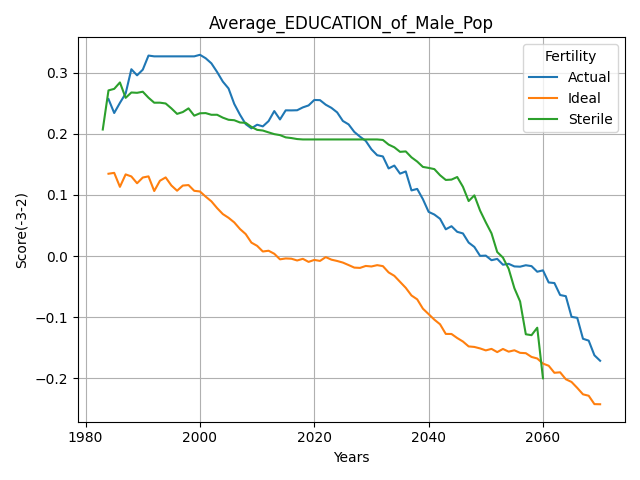 Average_EDUCATION_of_Male_Pop
Fertility
Actual
Ideal
Sterile
Score(-3-2)
0.3
0.2
0.1
0.0
−0.1
−0.2
1980
2000
2020
2040
2060
Years